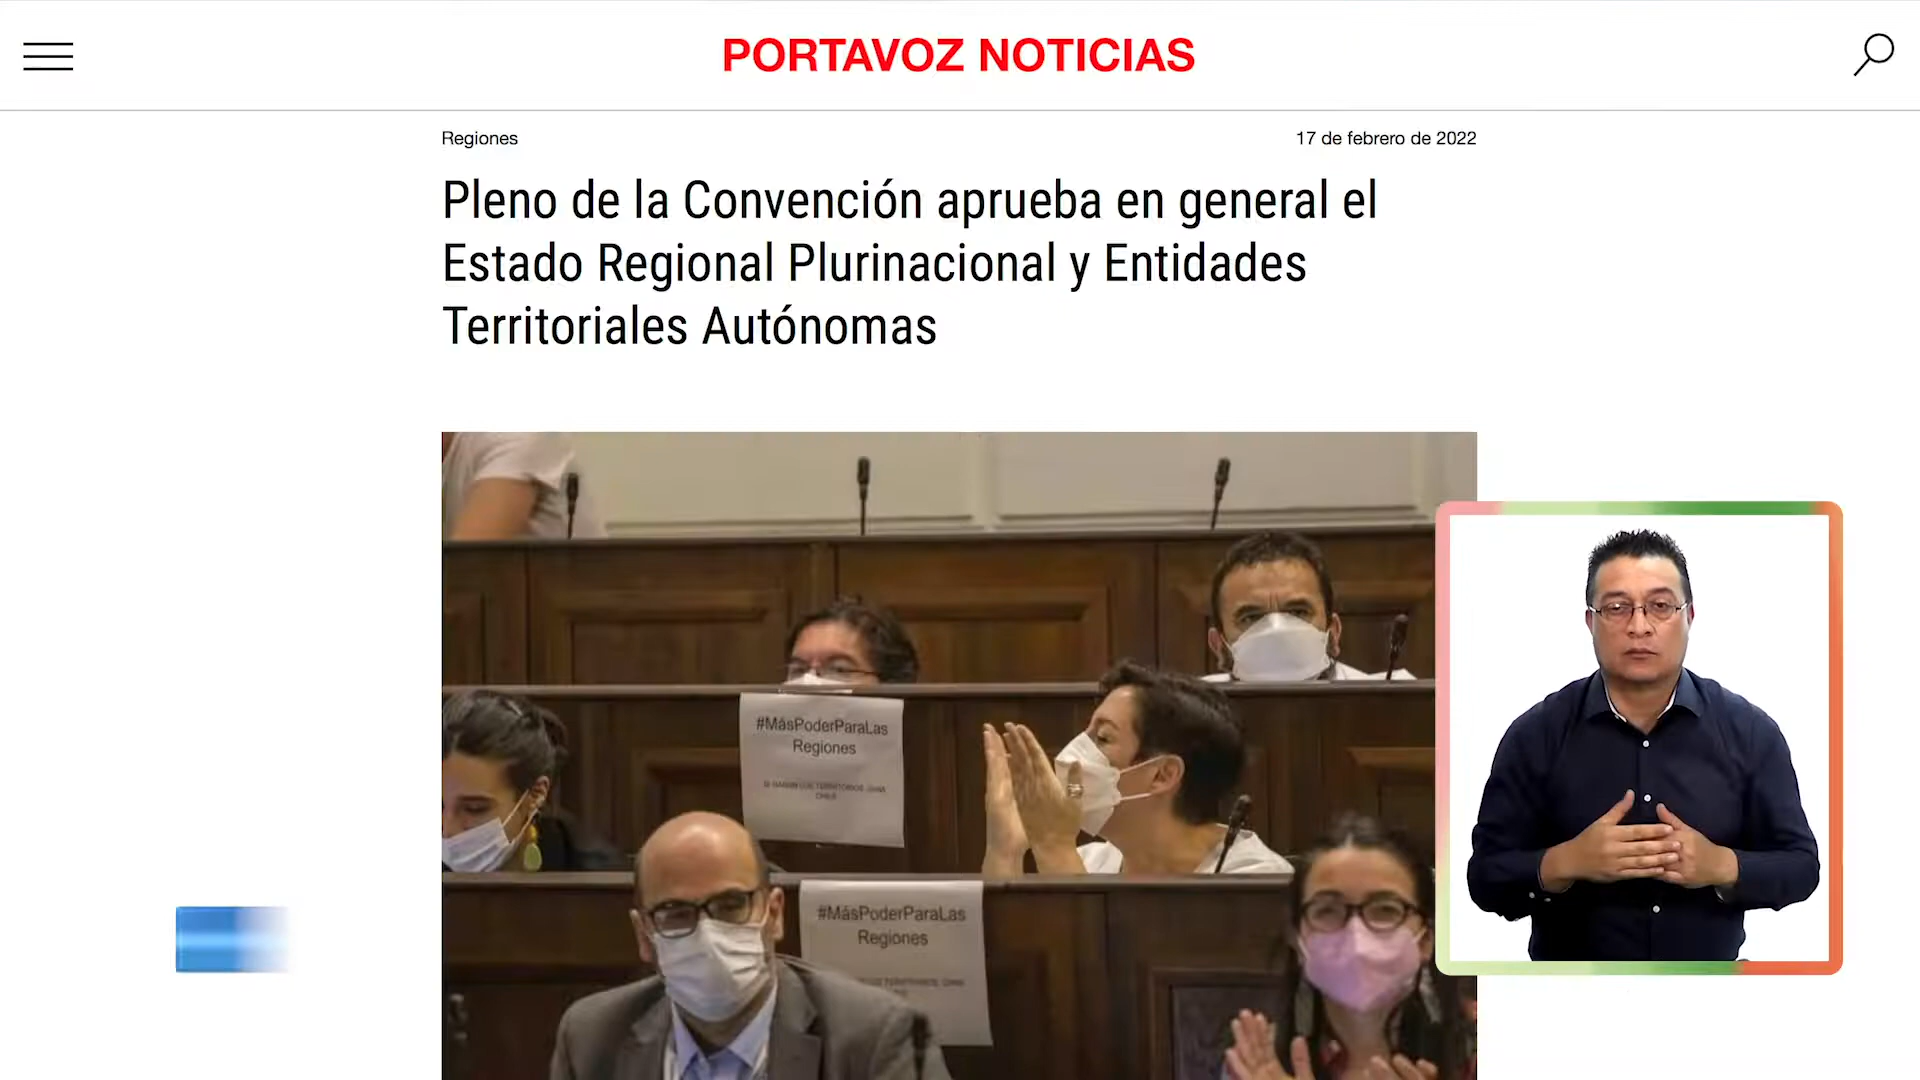 PORTAVOZ NOTICIAS
Regiones
17 de febrero de 2022
Pleno de la Convención aprueba en general el
Estado Regional Plurinacional y Entidades
Territoriales Autónomas
#MásPoderParaLas
Regiones
#MásPoderParaLas
Regiones